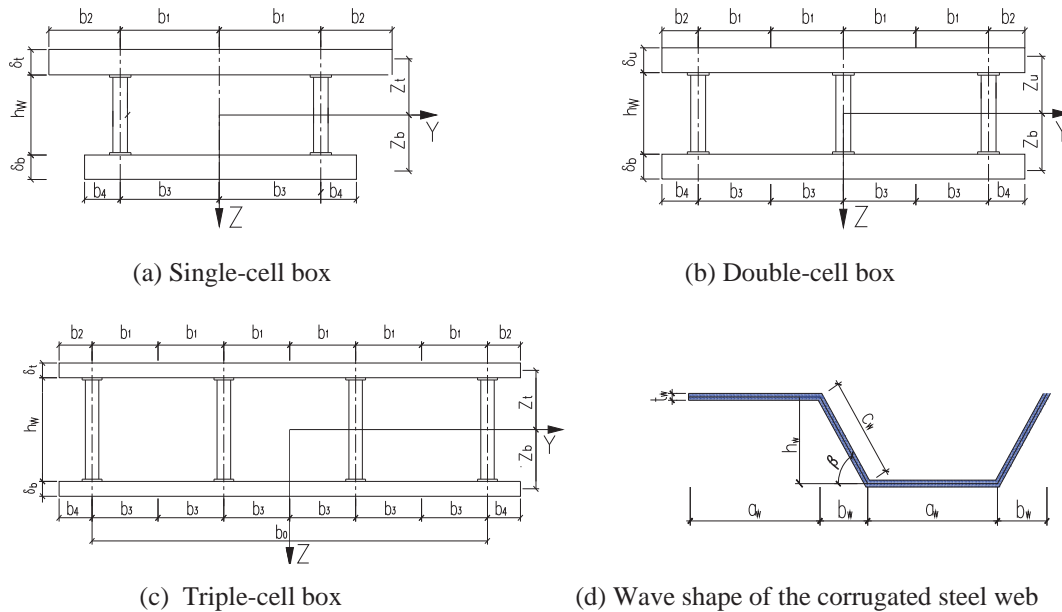 b2 b1 b1 b2
δt
hw
δb
Zt
Zb
Y
b4 b3 b3 b4
Z
(a) Single-cell box
b2 b1 b1 b1 b1 b2
δu
hw
δb
Zu
Zb
Y
b4 b3 b3 b3 b3 b4
Z
(b) Double-cell box
b2 b1 b1 b1 b1 b1 b1 b2
δt
hw
δb
Zt
Zb
Y
b4 b3 b3 b3 b3 b3 b3 b4
b0
Z
(c) Triple-cell box
tw
hw
β
Cw
aw bw aw bw
(d) Wave shape of the corrugated steel web